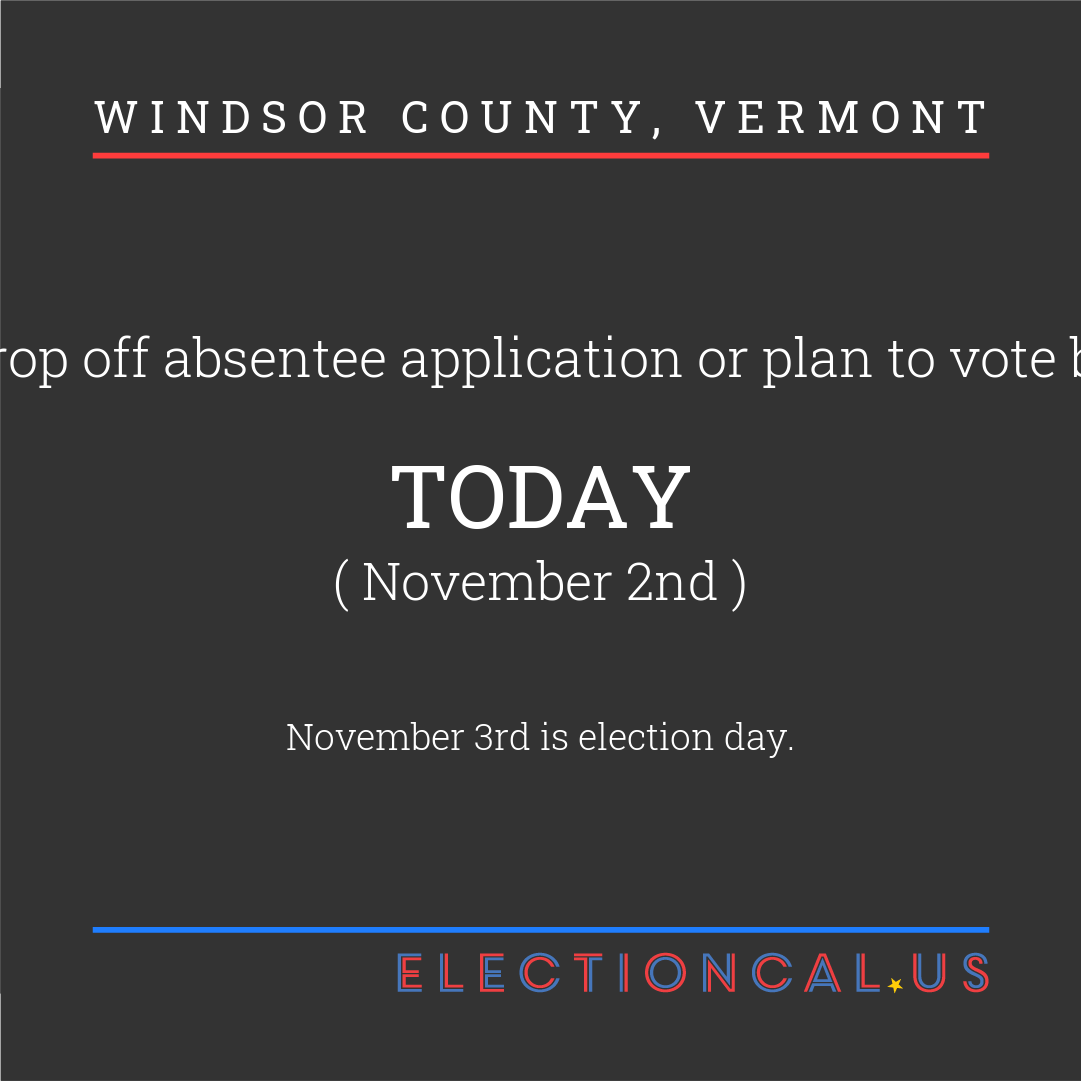 WINDSOR COUNTY, VERMONT
rop off absentee application or plan to vote b
TODAY
( November 2nd )
November 3rd is election day.
ELECTIONCAL.US